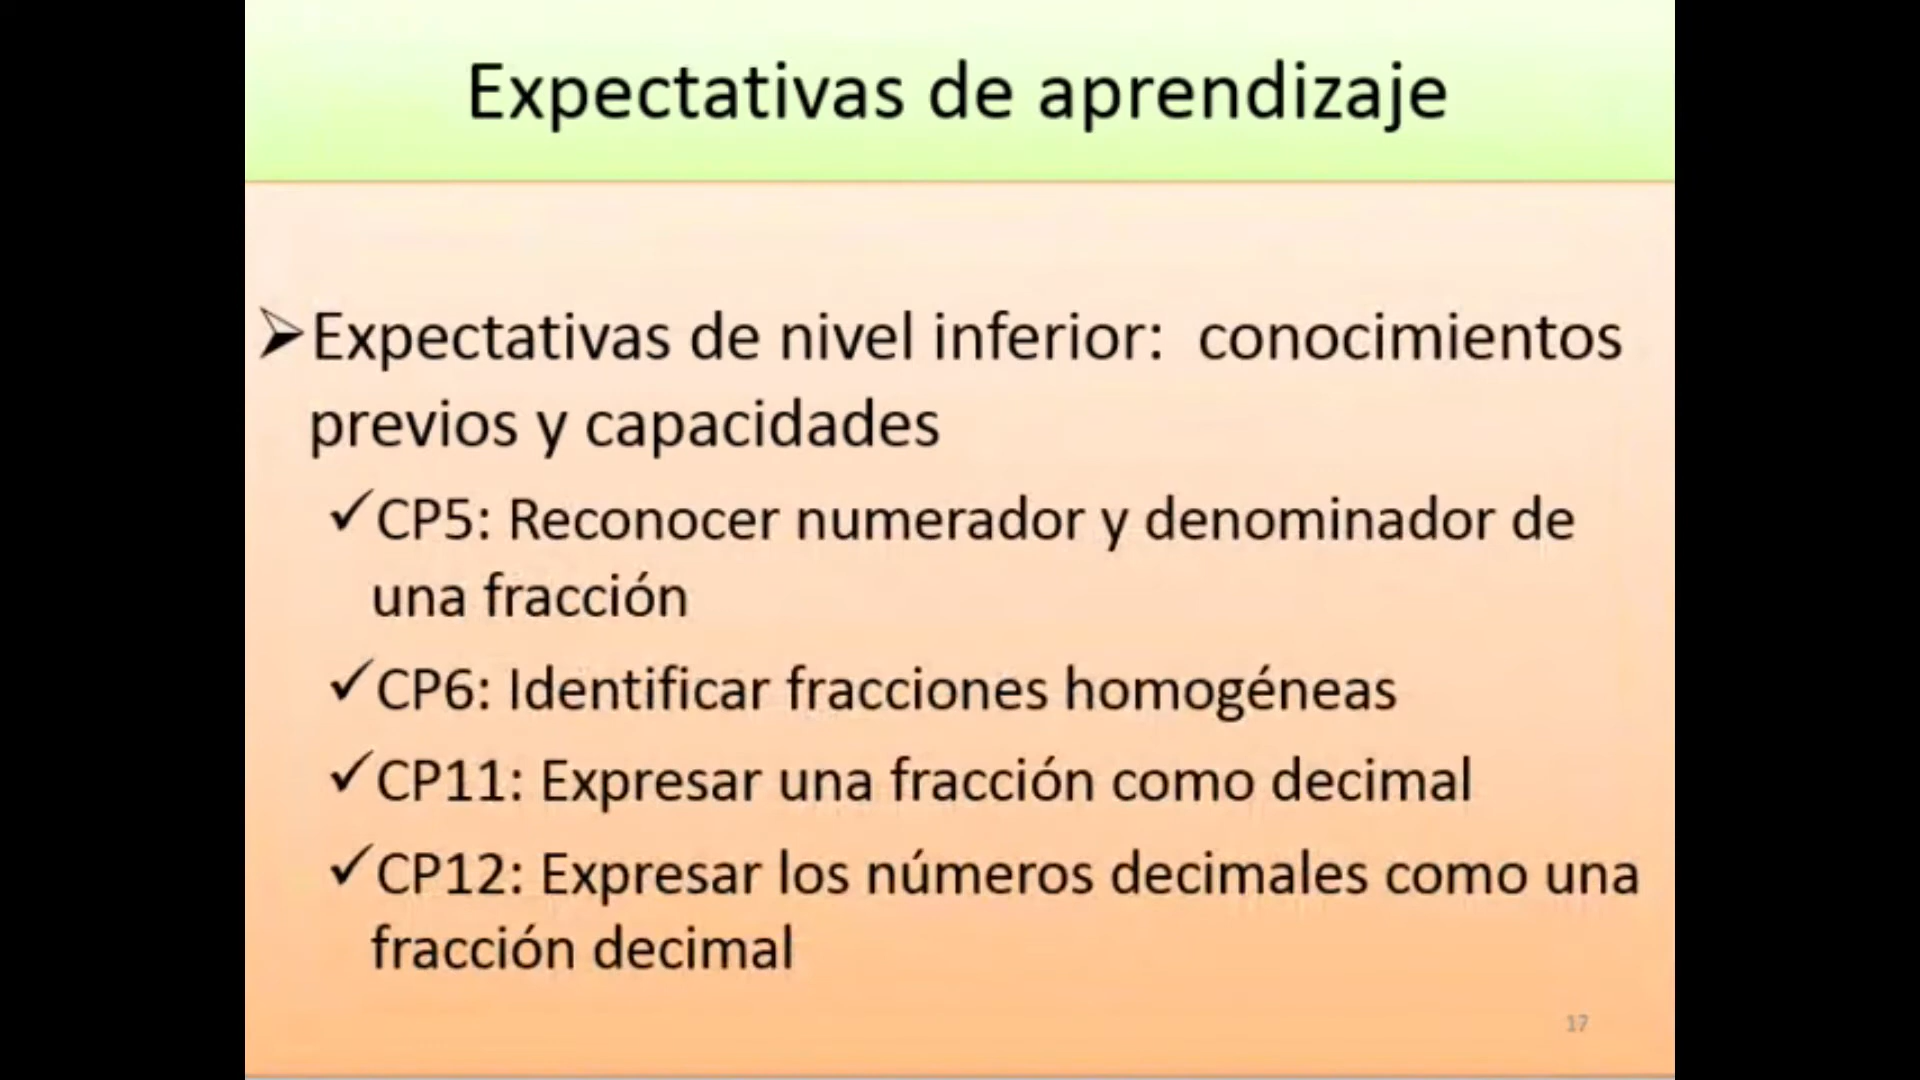 Expectativas de aprendizaje
➢Expectativas de nivel inferior: conocimientos
previos y capacidades
✓CP5: Reconocer numerador y denominador de
una fracción
✓CP6: Identificar fracciones homogéneas
✓CP11: Expresar una fracción como decimal
✓CP12: Expresar los números decimales como una
fracción decimal
17